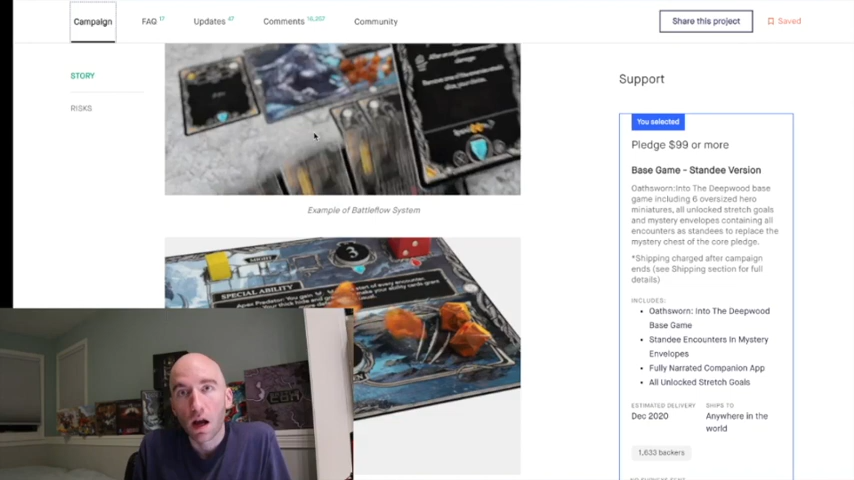 Campaign
FAQ 17
Updates 47
Comments
Community
Share this project
Saved
STORY
RISKS
Example of Battleflow System
MIGHT
3
SPECIAL ABILITY
Support
You selected
Pledge $99 or more
Base Game - Standee Version
Oathsworn:Into The Deepwood base
game including 6 oversized hero
miniatures, all unlocked stretch goals
and mystery envelopes containing all
encounters as standees to replace the
mystery chest of the core pledge.
*Shipping charged after campaign
ends (see Shipping section for full
details)
INCLUDES:
Oathsworn: Into The Deepwood
Base Game
Standee Encounters In Mystery
Envelopes
Fully Narrated Companion App
All Unlocked Stretch Goals
ESTIMATED DELIVERY
Dec 2020
SHIPS TO
Anywhere in the
world
1,633 backers